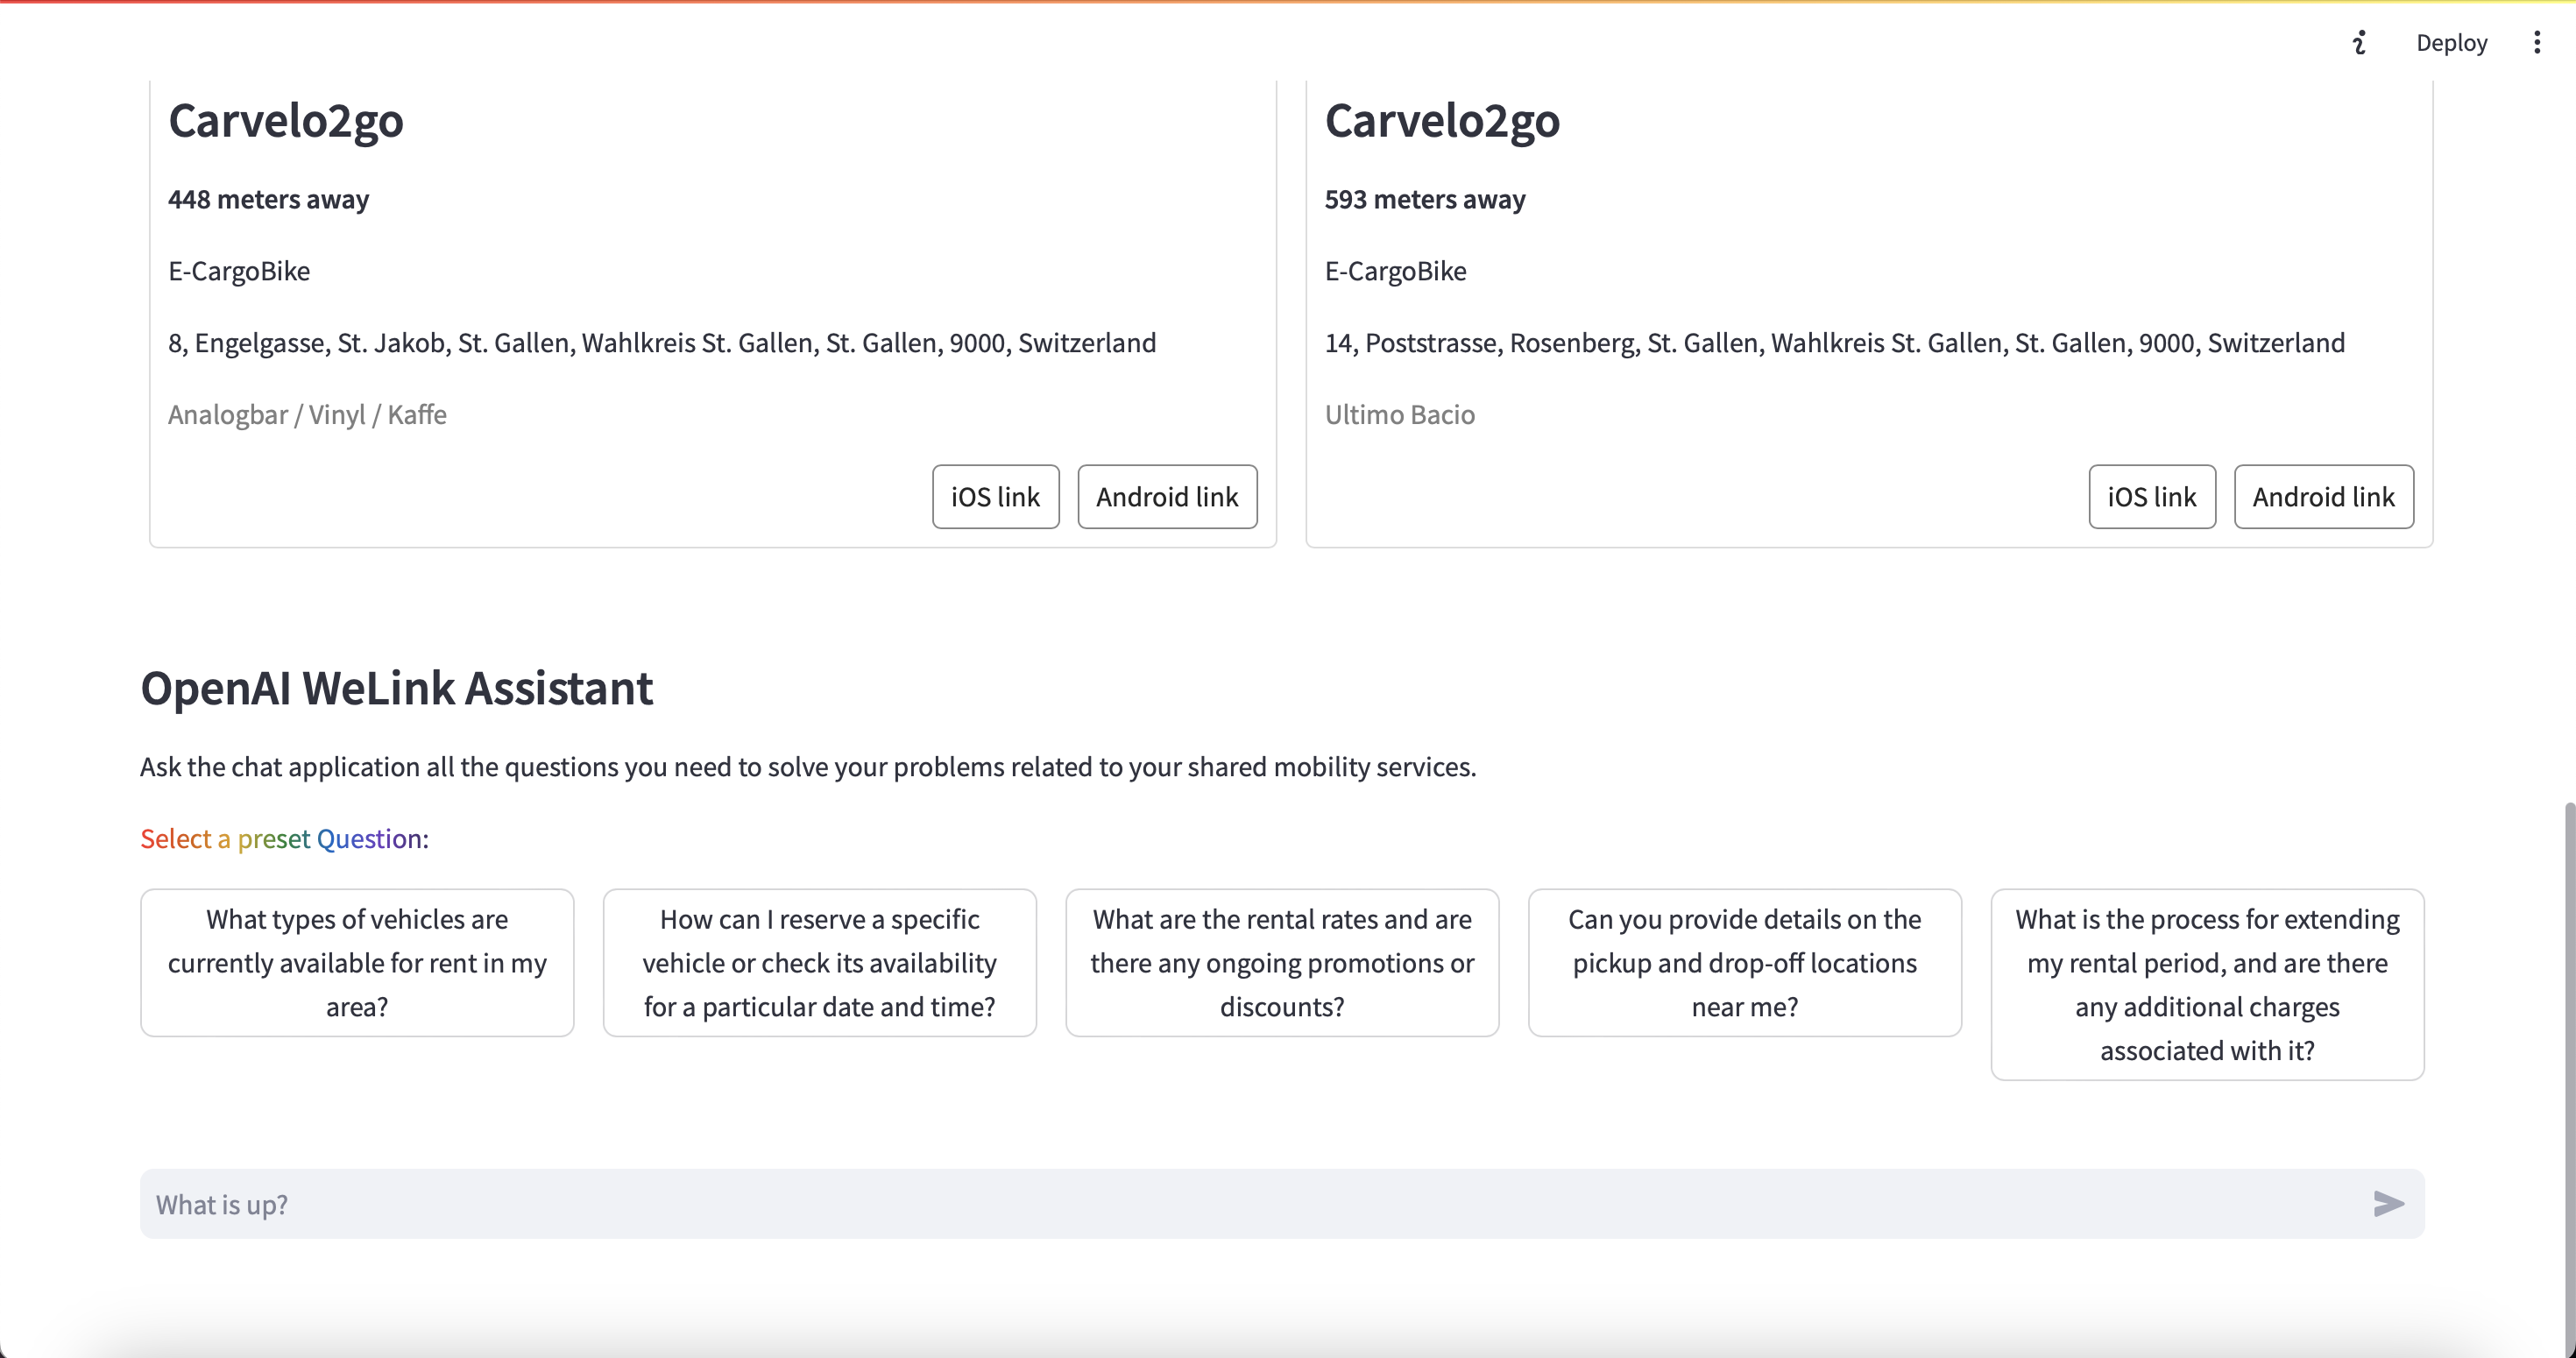 Deploy
Carvelo2go
448 meters away
E-CargoBike
8, Engelgasse, St. Jakob, St. Gallen, Wahlkreis St. Gallen, St. Gallen, 9000, Switzerland
Analogbar / Vinyl / Kaffe
iOS link
Android link
Carvelo2go
593 meters away
E-CargoBike
14, Poststrasse, Rosenberg, St. Gallen, Wahlkreis St. Gallen, St. Gallen, 9000, Switzerland
Ultimo Bacio
iOS link
Android link
OpenAI WeLink Assistant
Ask the chat application all the questions you need to solve your problems related to your shared mobility services.
Select a preset Question:
What types of vehicles are
currently available for rent in my
area?
How can I reserve a specific
vehicle or check its availability
for a particular date and time?
What are the rental rates and are
there any ongoing promotions or
discounts?
Can you provide details on the
pickup and drop-off locations
near me?
What is the process for extending
my rental period, and are there
any additional charges
associated with it?
What is up?